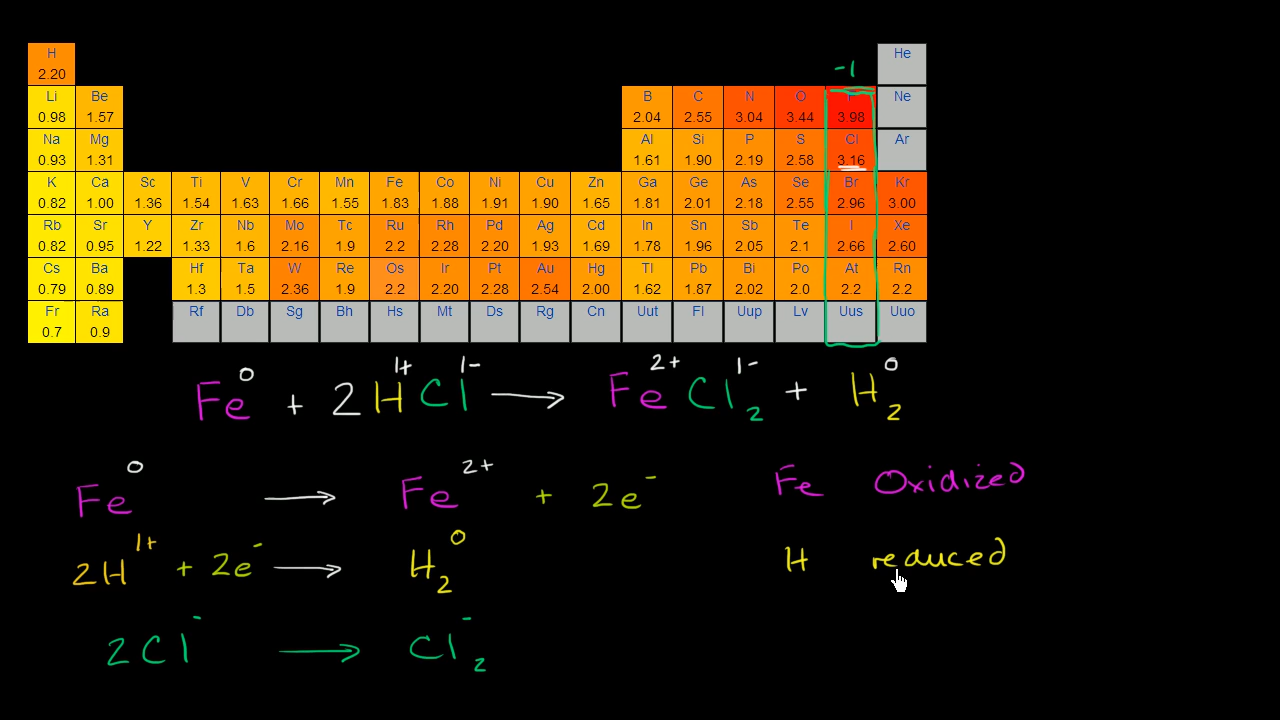 -1
H He
2.20
Li Be B C N O F Ne
0.98 1.57 2.04 2.55 3.04 3.44 3.98
Na Mg Al Si P S Cl Ar
0.93 1.31 1.61 1.90 2.19 2.58 3.16
K Ca Sc Ti V Cr Mn Fe Co Ni Cu Zn Ga Ge As Se Br Kr
0.82 1.00 1.36 1.54 1.63 1.66 1.55 1.83 1.88 1.91 1.90 1.65 1.81 2.01 2.18 2.55 2.96 3.00
Rb Sr Y Zr Nb Mo Tc Ru Rh Pd Ag Cd In Sn Sb Te I Xe
0.82 0.95 1.22 1.33 1.6 2.16 1.9 2.2 2.28 2.20 1.93 1.69 1.78 1.96 2.05 2.1 2.66 2.60
Cs Ba Hf Ta W Re Os Ir Pt Au Hg Tl Pb Bi Po At Rn
0.79 0.89 1.3 1.5 2.36 1.9 2.2 2.20 2.28 2.54 2.00 1.62 1.87 2.02 2.0 2.2 2.2
Fr Ra Rf Db Sg Bh Hs Mt Ds Rg Cn Uut Fl Uup Lv Uus Uuo
0.7 0.9
Fe⁰ + 2H¹⁺Cl¹⁻ → Fe²⁺Cl₂¹⁻ + H₂⁰
Fe⁰ → Fe²⁺ + 2e⁻ Fe Oxidized
2H¹⁺ + 2e⁻ → H₂⁰ H reduced
2Cl⁻ → Cl₂⁻